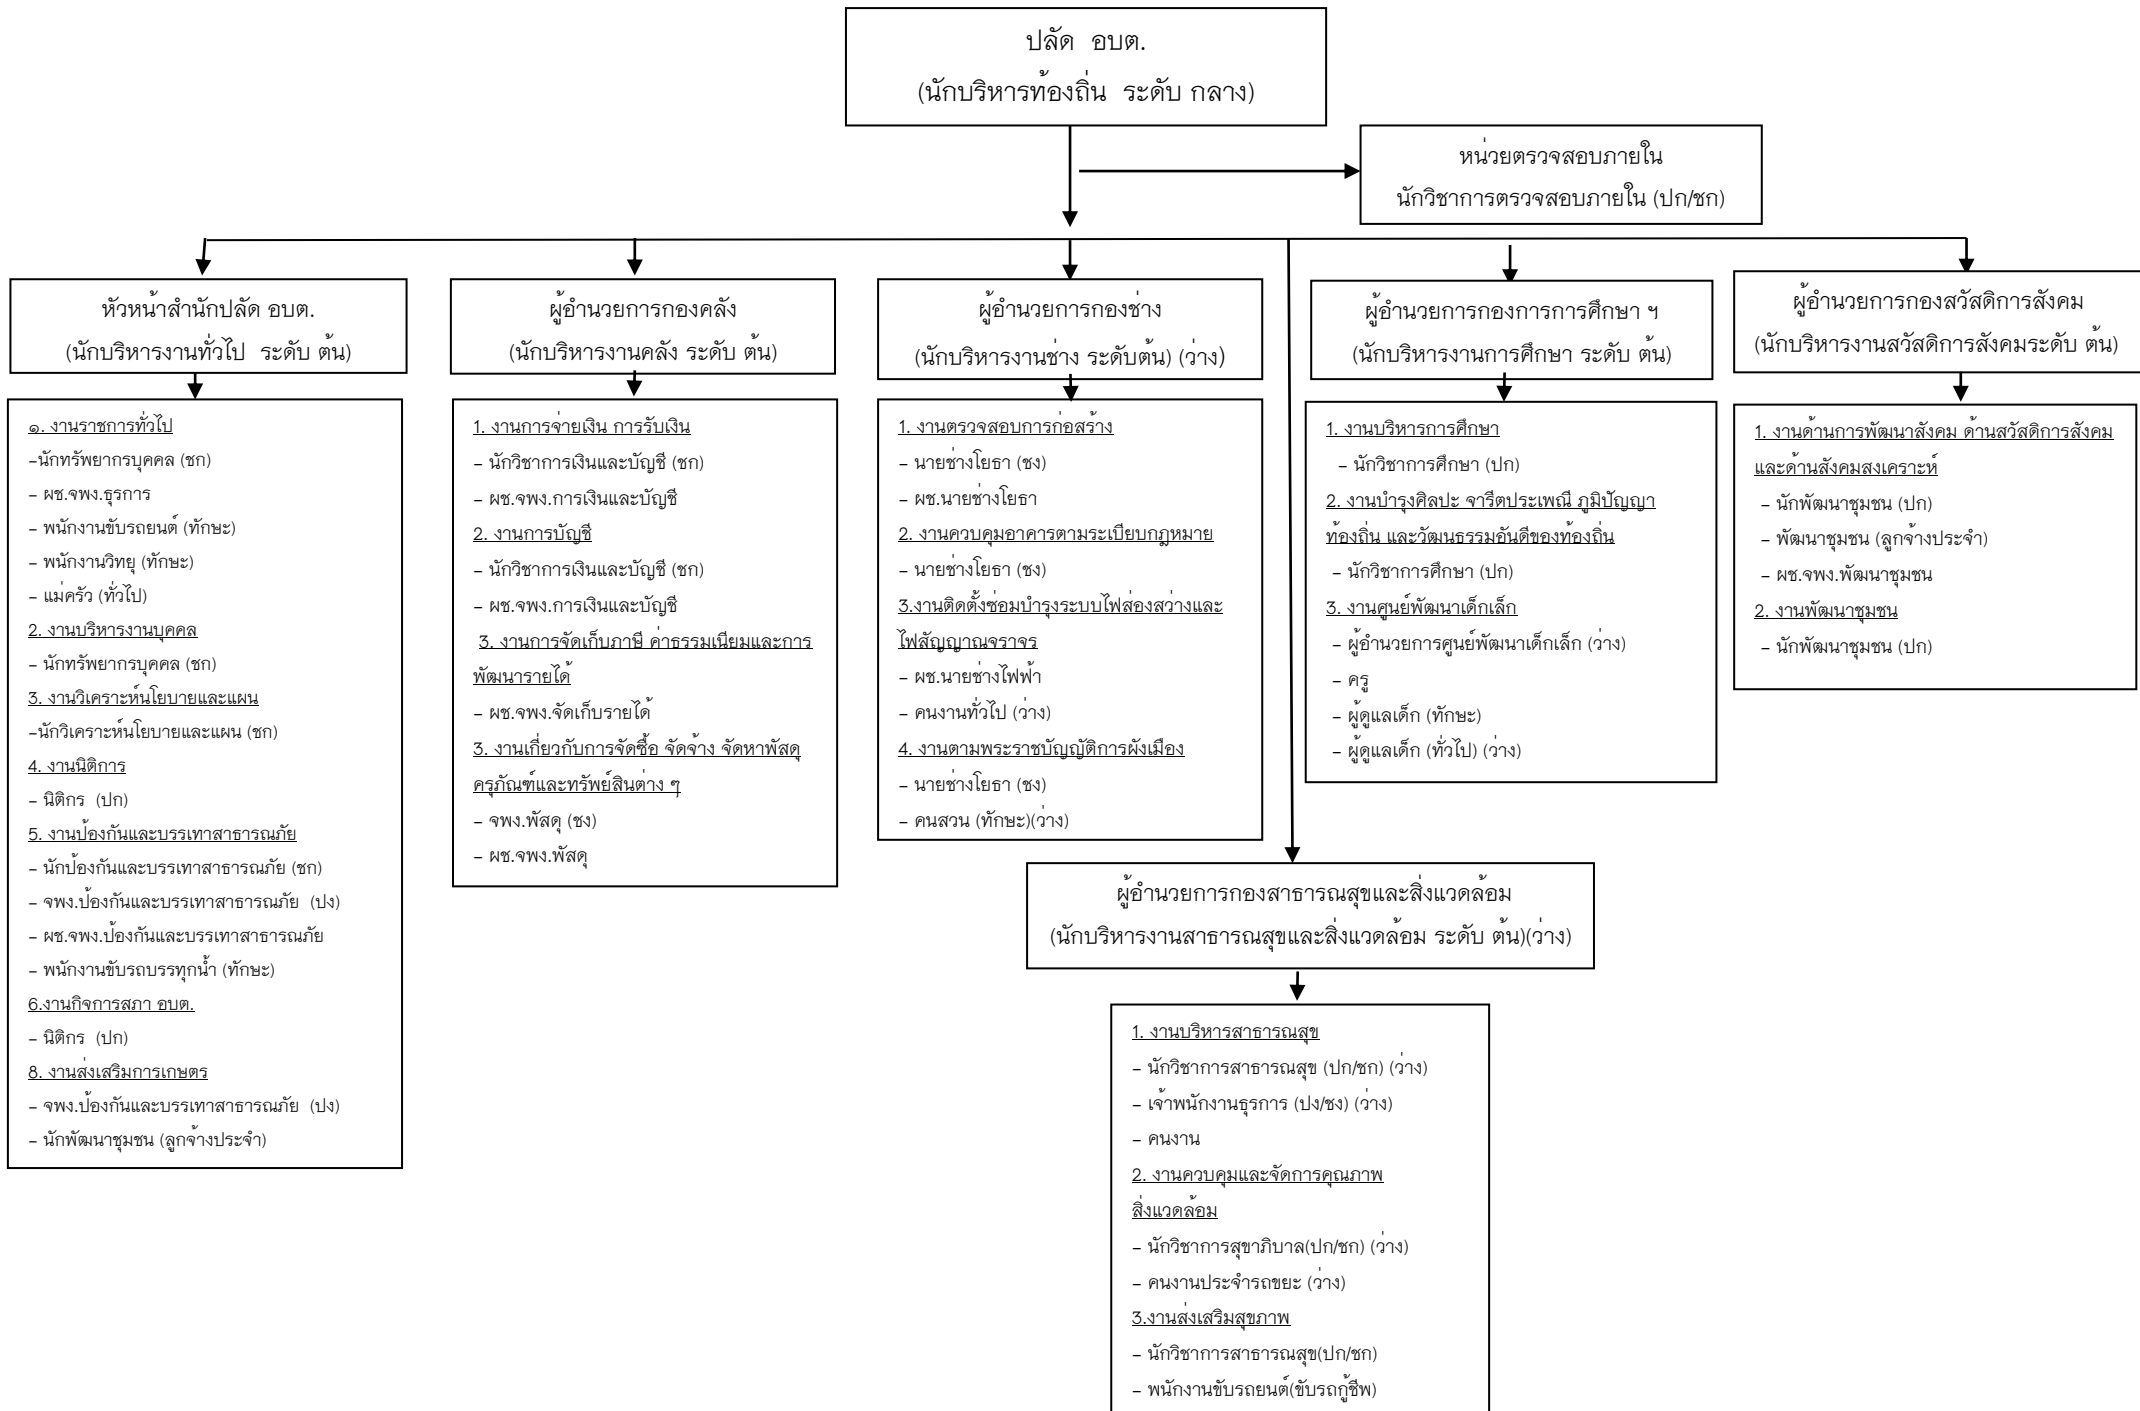 ปลัด  อบต.
(นักบริหารท้องถิ่น  ระดับ กลาง)
หน่วยตรวจสอบภายใน
นักวิชาการตรวจสอบภายใน (ปก/ชก)
หัวหน้าสำนักปลัด อบต.
(นักบริหารงานทั่วไป  ระดับ ต้น)
ผู้อำนวยการกองคลัง
(นักบริหารงานคลัง ระดับ ต้น)
ผู้อำนวยการกองช่าง
(นักบริหารงานช่าง ระดับต้น) (ว่าง)
ผู้อำนวยการกองการการศึกษา ฯ
(นักบริหารงานการศึกษา ระดับ ต้น)
ผู้อำนวยการกองสวัสดิการสังคม
(นักบริหารงานสวัสดิการสังคมระดับ ต้น)
๑. งานราชการทั่วไป
-นักทรัพยากรบุคคล (ชก)
- ผช.จพง.ธุรการ
- พนักงานขับรถยนต์ (ทักษะ)
- พนักงานวิทยุ (ทักษะ)
- แม่ครัว (ทั่วไป)
2. งานบริหารงานบุคคล
- นักทรัพยากรบุคคล (ชก)
3. งานวิเคราะห์นโยบายและแผน
-นักวิเคราะห์นโยบายและแผน (ชก)
4. งานนิติการ
- นิติกร  (ปก)
5. งานป้องกันและบรรเทาสาธารณภัย
- นักป้องกันและบรรเทาสาธารณภัย (ชก)
- จพง.ป้องกันและบรรเทาสาธารณภัย  (ปง)
- ผช.จพง.ป้องกันและบรรเทาสาธารณภัย
- พนักงานขับรถบรรทุกน้ำ (ทักษะ)
6.งานกิจการสภา อบต.
- นิติกร  (ปก)
8. งานส่งเสริมการเกษตร
- จพง.ป้องกันและบรรเทาสาธารณภัย  (ปง)
- นักพัฒนาชุมชน (ลูกจ้างประจำ)
1. งานการจ่ายเงิน การรับเงิน
- นักวิชาการเงินและบัญชี (ชก)
- ผช.จพง.การเงินและบัญชี
2. งานการบัญชี
- นักวิชาการเงินและบัญชี (ชก)
- ผช.จพง.การเงินและบัญชี
3. งานการจัดเก็บภาษี ค่าธรรมเนียมและการ
พัฒนารายได้
- ผช.จพง.จัดเก็บรายได้
3. งานเกี่ยวกับการจัดซื้อ จัดจ้าง จัดหาพัสดุ
ครุภัณฑ์และทรัพย์สินต่าง ๆ
- จพง.พัสดุ (ชง)
- ผช.จพง.พัสดุ
1. งานตรวจสอบการก่อสร้าง
- นายช่างโยธา (ชง)
- ผช.นายช่างโยธา
2. งานควบคุมอาคารตามระเบียบกฎหมาย
- นายช่างโยธา (ชง)
3.งานติดตั้งซ่อมบำรุงระบบไฟส่องสว่างและ
ไฟสัญญาณจราจร
- ผช.นายช่างไฟฟ้า
- คนงานทั่วไป (ว่าง)
4. งานตามพระราชบัญญัติการผังเมือง
- นายช่างโยธา (ชง)
- คนสวน (ทักษะ)(ว่าง)
1. งานบริหารการศึกษา
- นักวิชาการศึกษา (ปก)
2. งานบำรุงศิลปะ จารีตประเพณี ภูมิปัญญา
ท้องถิ่น และวัฒนธรรมอันดีของท้องถิ่น
- นักวิชาการศึกษา (ปก)
3. งานศูนย์พัฒนาเด็กเล็ก
- ผู้อำนวยการศูนย์พัฒนาเด็กเล็ก (ว่าง)
- ครู
- ผู้ดูแลเด็ก (ทักษะ)
- ผู้ดูแลเด็ก (ทั่วไป) (ว่าง)
1. งานด้านการพัฒนาสังคม ด้านสวัสดิการสังคม
และด้านสังคมสงเคราะห์
- นักพัฒนาชุมชน (ปก)
- พัฒนาชุมชน (ลูกจ้างประจำ)
- ผช.จพง.พัฒนาชุมชน
2. งานพัฒนาชุมชน
- นักพัฒนาชุมชน (ปก)
ผู้อำนวยการกองสาธารณสุขและสิ่งแวดล้อม
(นักบริหารงานสาธารณสุขและสิ่งแวดล้อม ระดับ ต้น)(ว่าง)
1. งานบริหารสาธารณสุข
- นักวิชาการสาธารณสุข (ปก/ชก) (ว่าง)
- เจ้าพนักงานธุรการ (ปง/ชง) (ว่าง)
- คนงาน
2. งานควบคุมและจัดการคุณภาพ
สิ่งแวดล้อม
- นักวิชาการสุขาภิบาล(ปก/ชก) (ว่าง)
- คนงานประจำรถขยะ (ว่าง)
3.งานส่งเสริมสุขภาพ
- นักวิชาการสาธารณสุข(ปก/ชก)
- พนักงานขับรถยนต์(ขับรถกู้ชีพ)